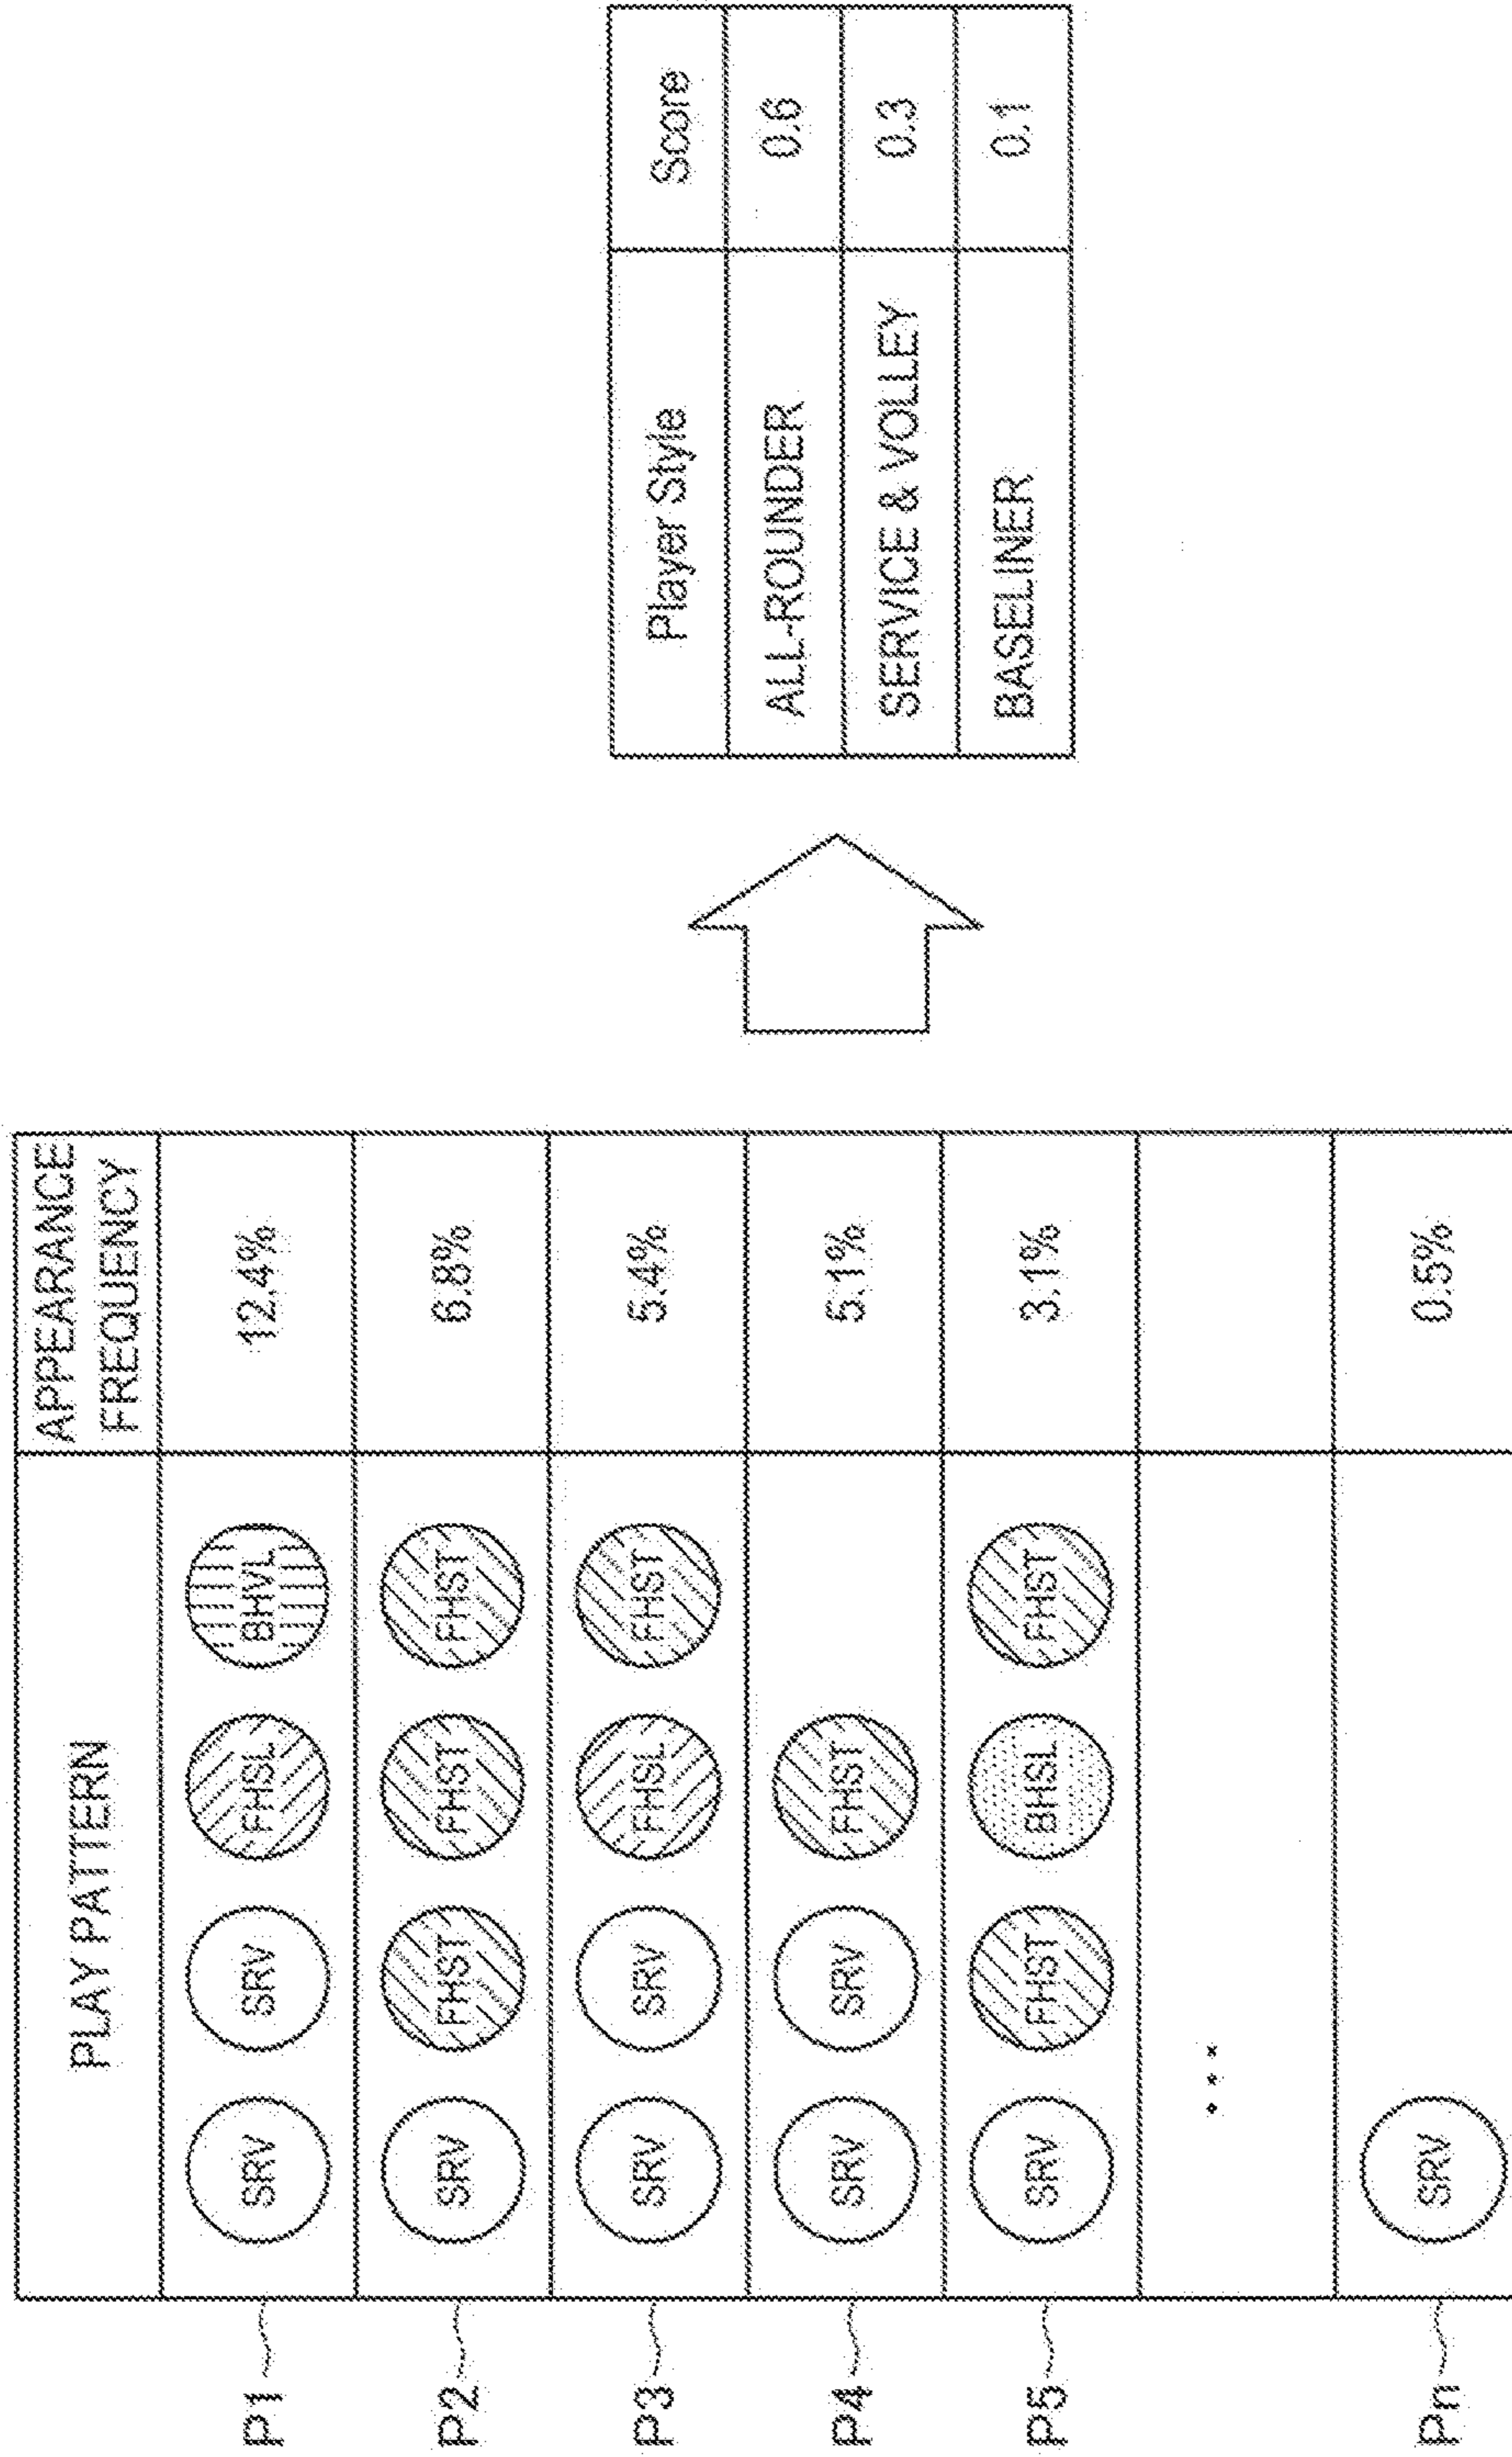 PLAY PATTERN APPEARANCE
FREQUENCY
P1 SRV SRV FHSL BHVL 12.4%
P2 SRV FHST FHST FHST 6.8%
P3 SRV SRV FHSL FHST 5.4%
P4 SRV SRV FHST 5.1%
P5 SRV FHST BHSL FHST 3.1%
...
Pn SRV 0.5%
Player Style Score
ALL-ROUNDER 0.6
SERVICE & VOLLEY 0.3
BASELINER 0.1